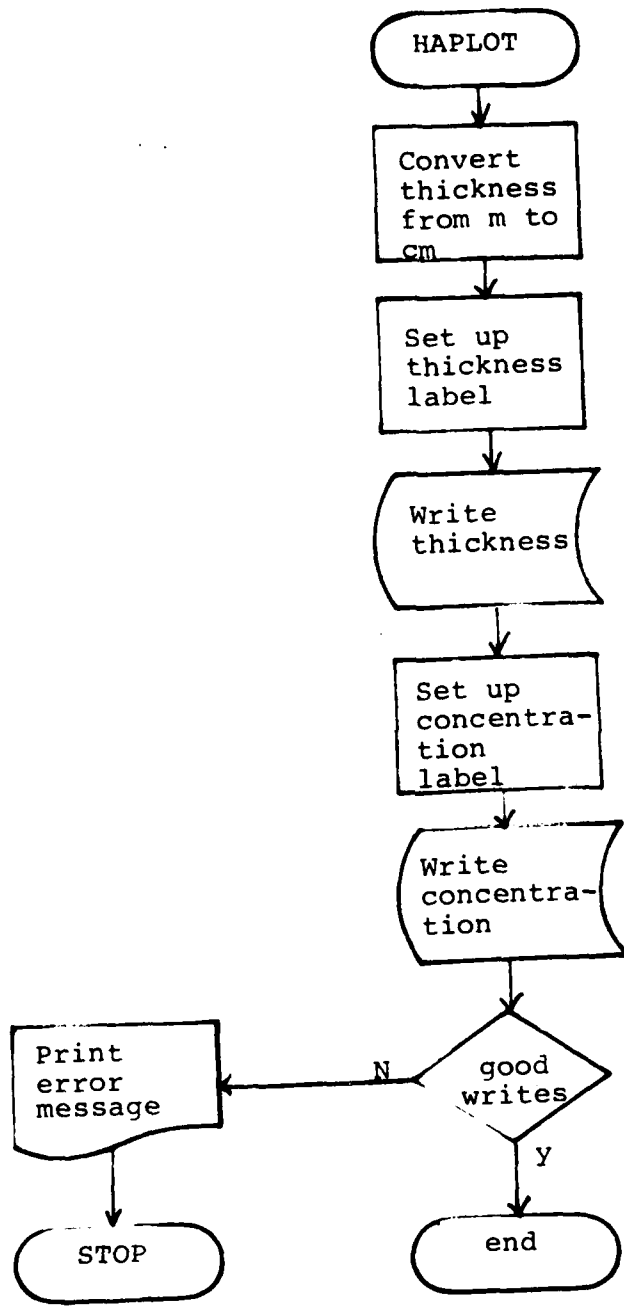 HAPLOT
Convert
thickness
from m to
cm
Set up
thickness
label
Write
thickness
Set up
concentra-
tion
label
Write
concentra-
tion
good
writes
N
Print
error
message
y
STOP
end